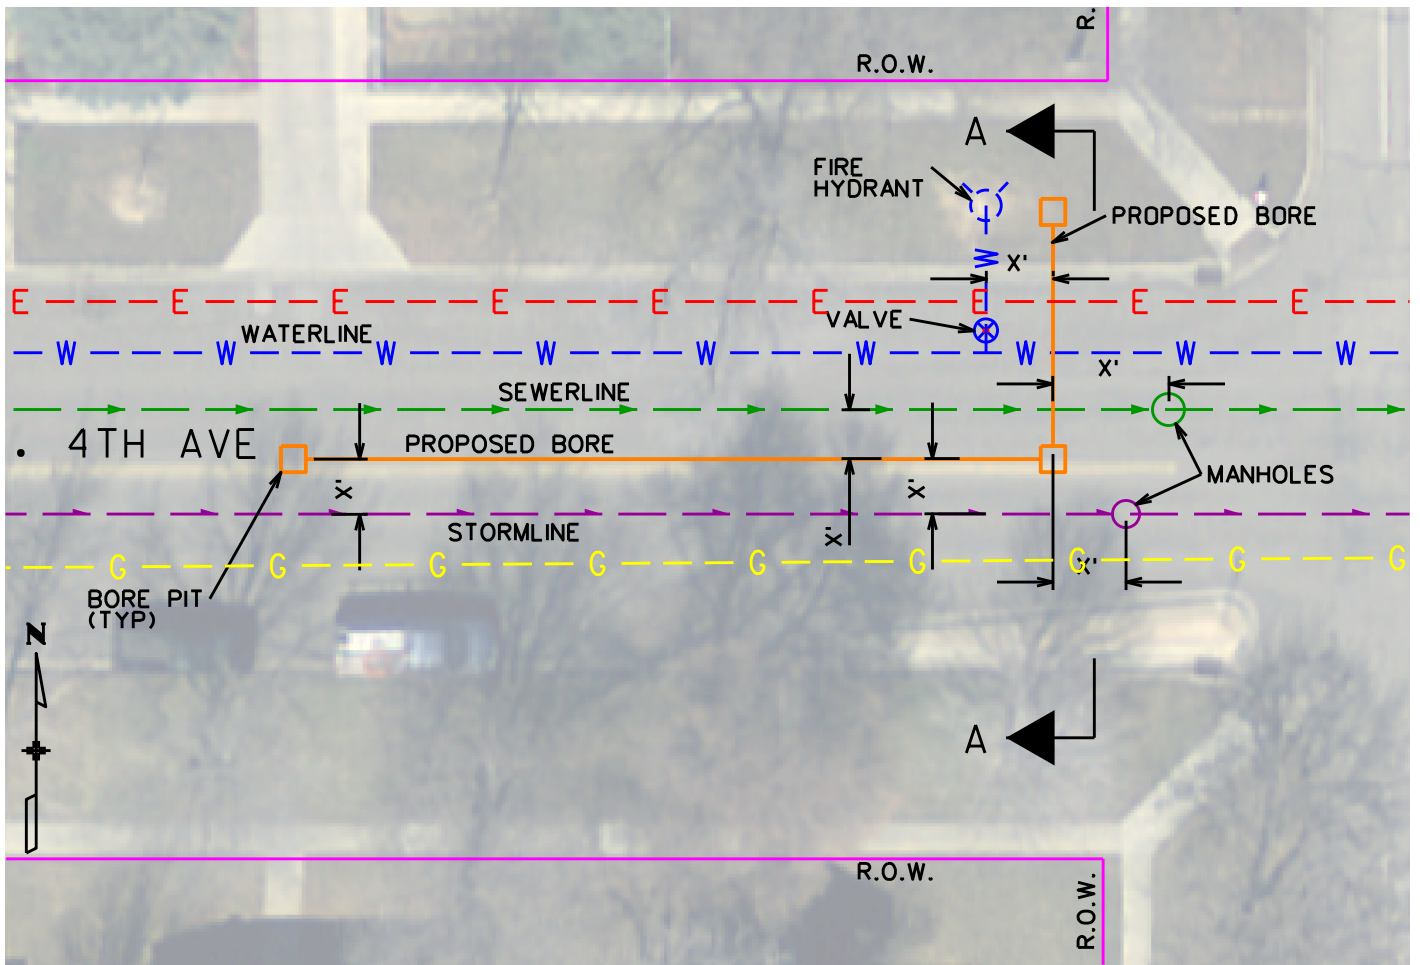 R.
R.O.W.
A
FIRE
HYDRANT
PROPOSED BORE
X'
E E E E E E E E E
VALVE
WATERLINE
W W W W W W W W W
X'
SEWERLINE
. 4TH AVE
PROPOSED BORE
MANHOLES
X'
X'
X'
STORMLINE
G G G G G G G G G
X'
BORE PIT
(TYP)
N
A
R.O.W.
R.O.W.